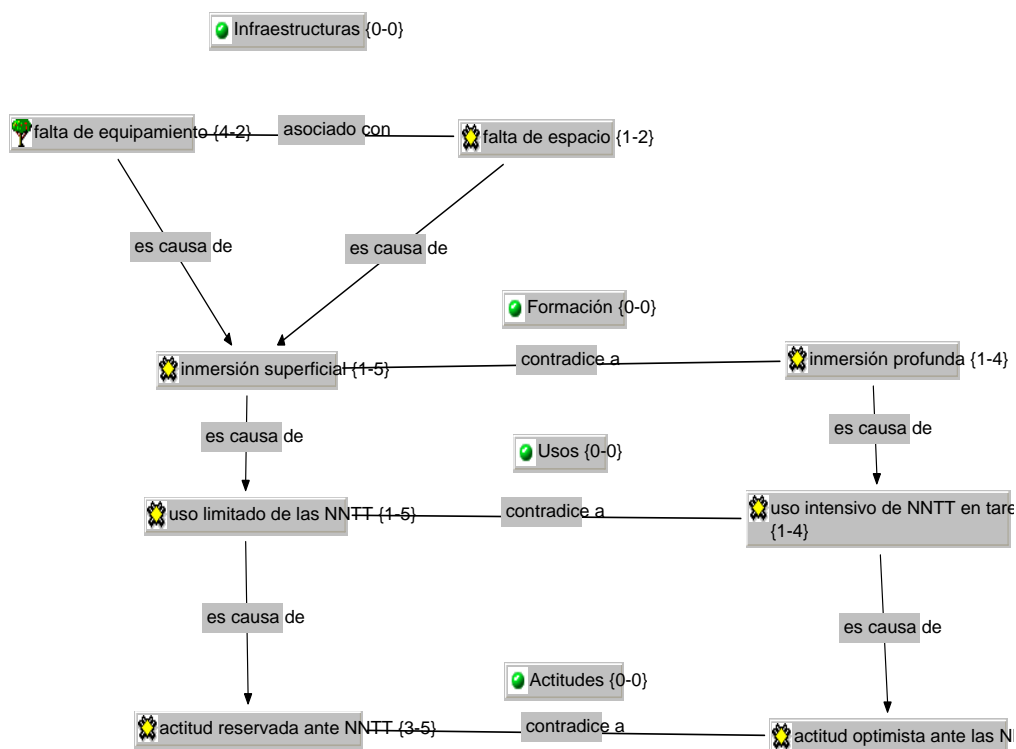 Infraestructuras {0-0}
falta de equipamiento {4-2}
asociado con
falta de espacio {1-2}
es causa de
es causa de
Formación {0-0}
inmersión superficial {1-5}
contradice a
inmersión profunda {1-4}
es causa de
es causa de
Usos {0-0}
uso limitado de las NNTT {1-5}
contradice a
uso intensivo de NNTT en
{1-4}
es causa de
es causa de
Actitudes {0-0}
actitud reservada ante NNTT {3-5}
contradice a
actitud optimista ante las